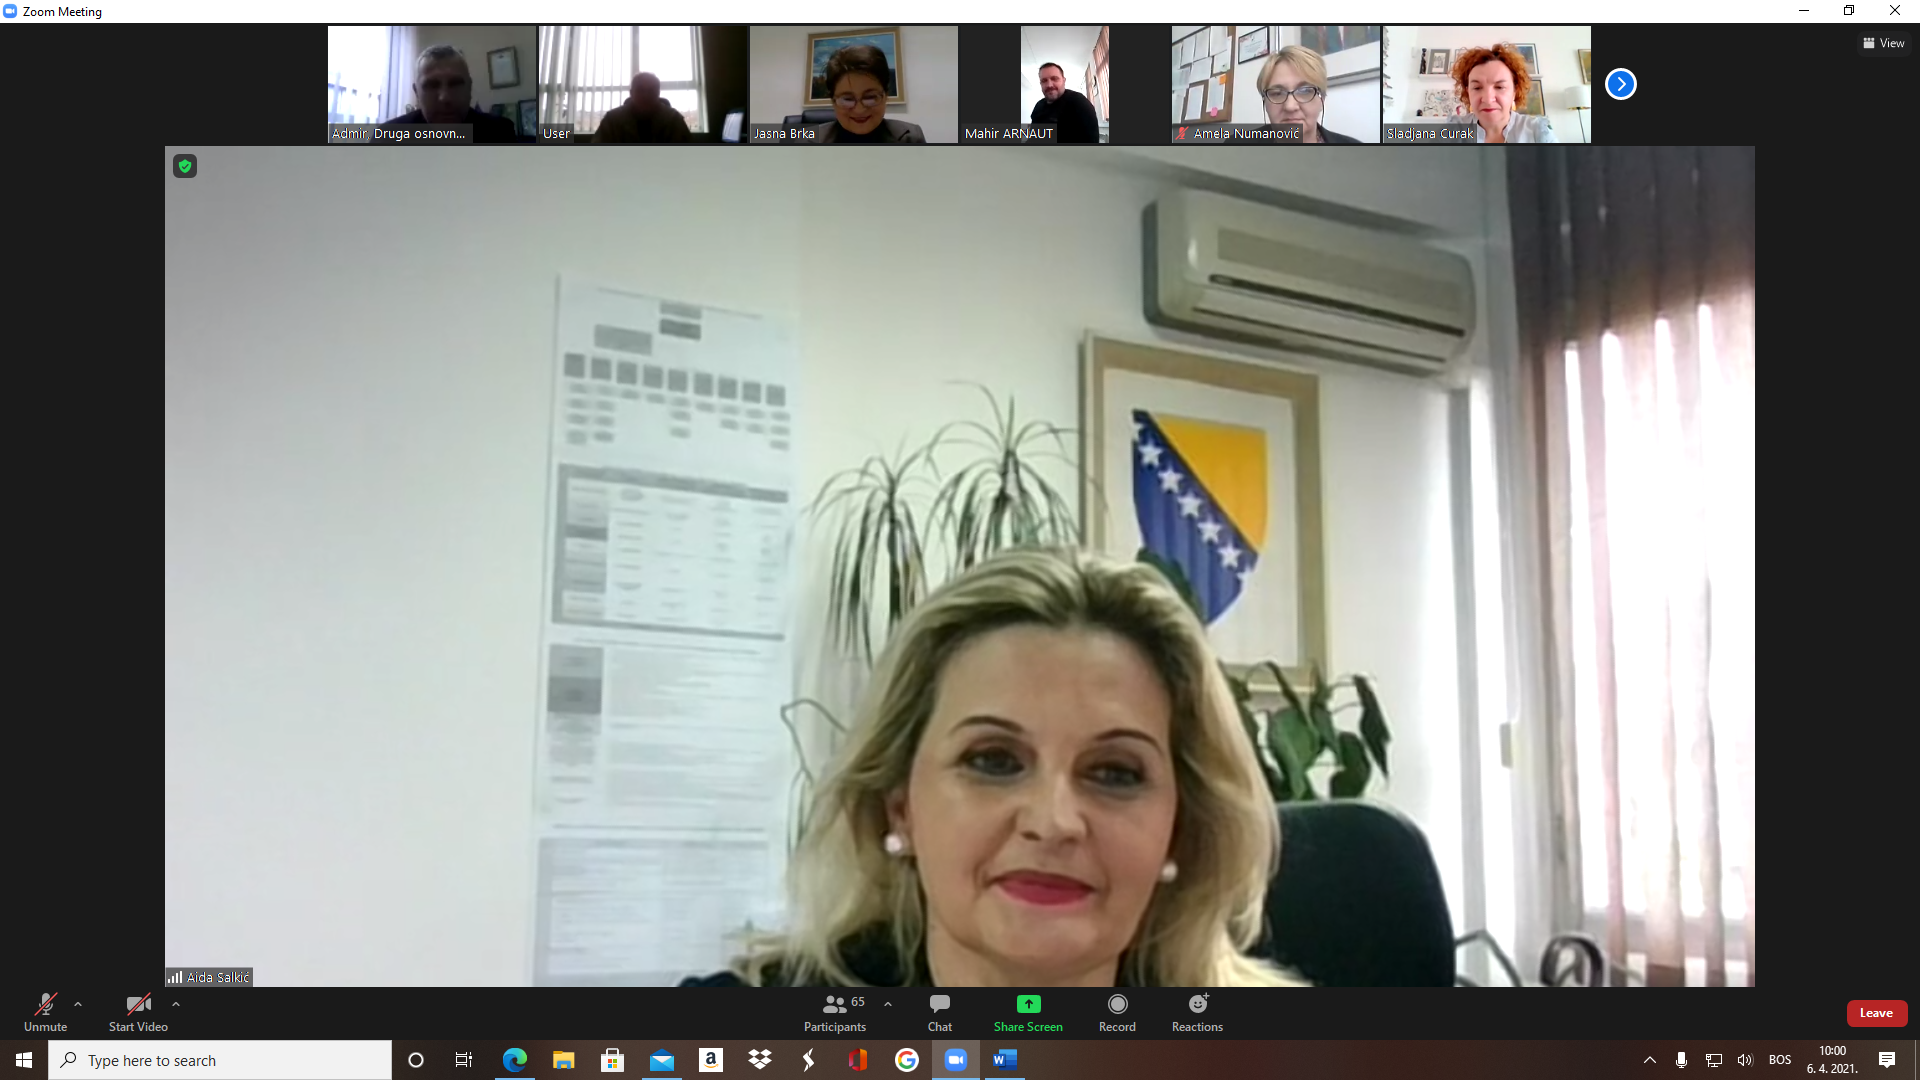 Zoom Meeting
View
Admir, Druga osnovn...
User
Jasna Brka
Mahir ARNAUT
Amela Numanović
Sladjana Curak
Aida Salkić
Unmute
Start Video
65
Participants
Chat
Share Screen
Record
Reactions
Leave
Type here to search
BOS
10:00
6. 4. 2021.